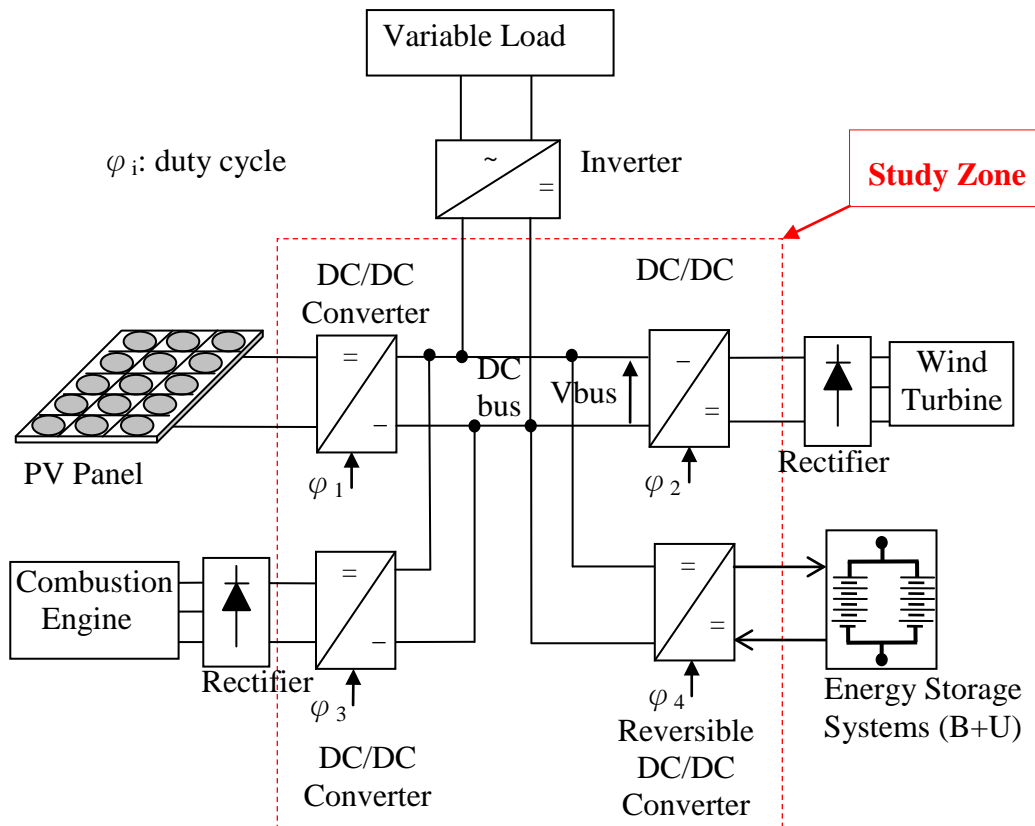 Variable Load
φ i: duty cycle
~
=
Inverter
Study Zone
DC/DC
Converter
DC/DC
=
–
DC
bus
Vbus
–
=
Wind
Turbine
Rectifier
PV Panel
φ 1
φ 2
Combustion
Engine
Rectifier
=
–
=
=
φ 3
φ 4
Energy Storage
Systems (B+U)
DC/DC
Converter
Reversible
DC/DC
Converter